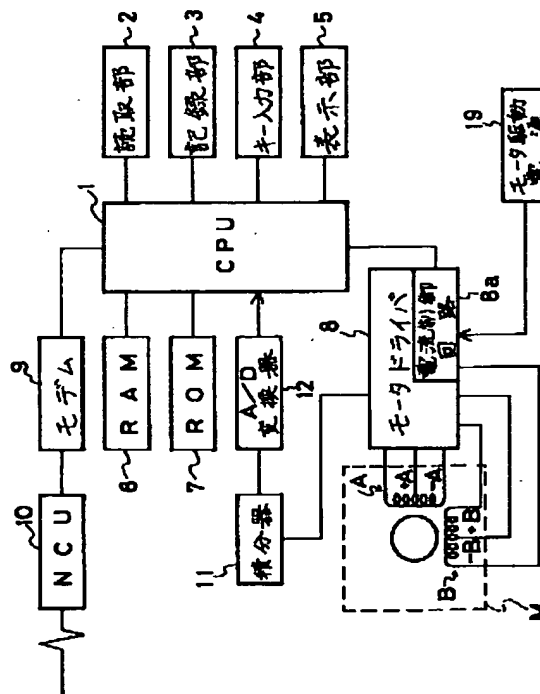 10
NCU
9
モデム
RAM
6
ROM
7
11
積分器
A/D
変換器
12
1
CPU
2
読取部
3
記録部
4
キー入力部
5
表示部
8
モータドライバ
電流制御
回路
8a
19
モータ駆動
A
+A
-A
B
-B
+B
M